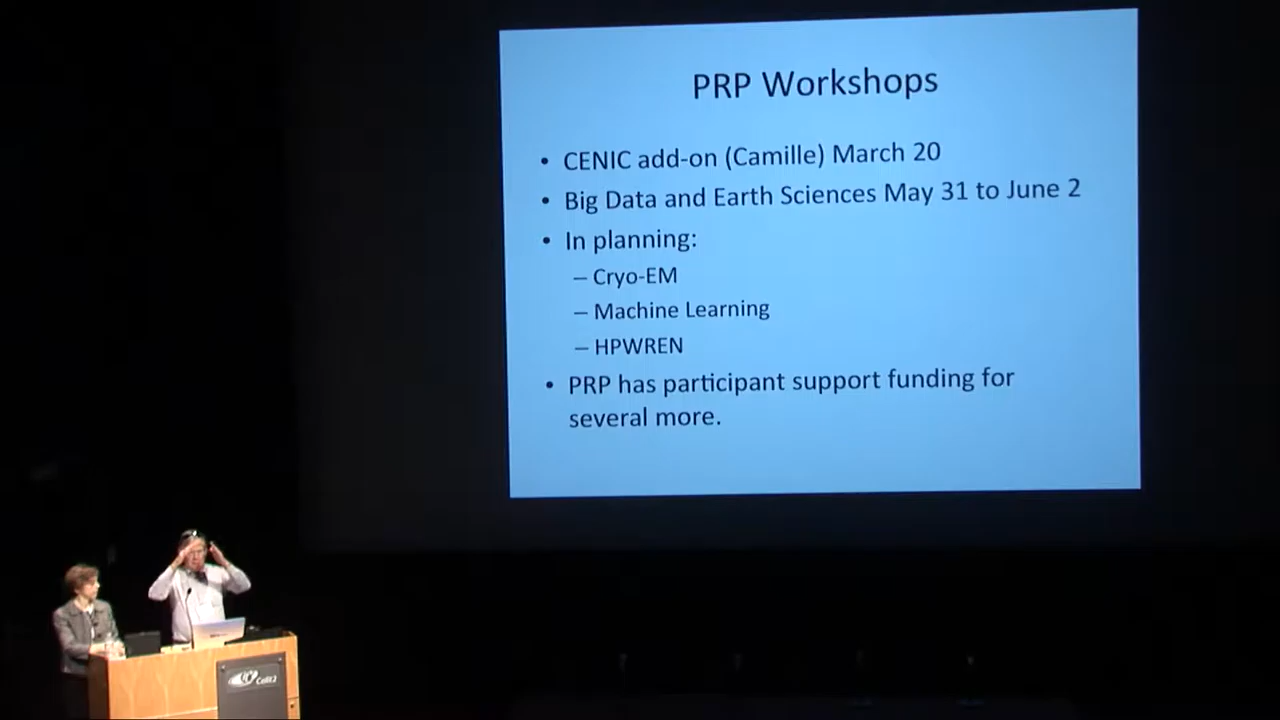 PRP Workshops
• CENIC add-on (Camille) March 20
• Big Data and Earth Sciences May 31 to June 2
• In planning:
– Cryo-EM
– Machine Learning
– HPWREN
• PRP has participant support funding for
several more.
Calit2